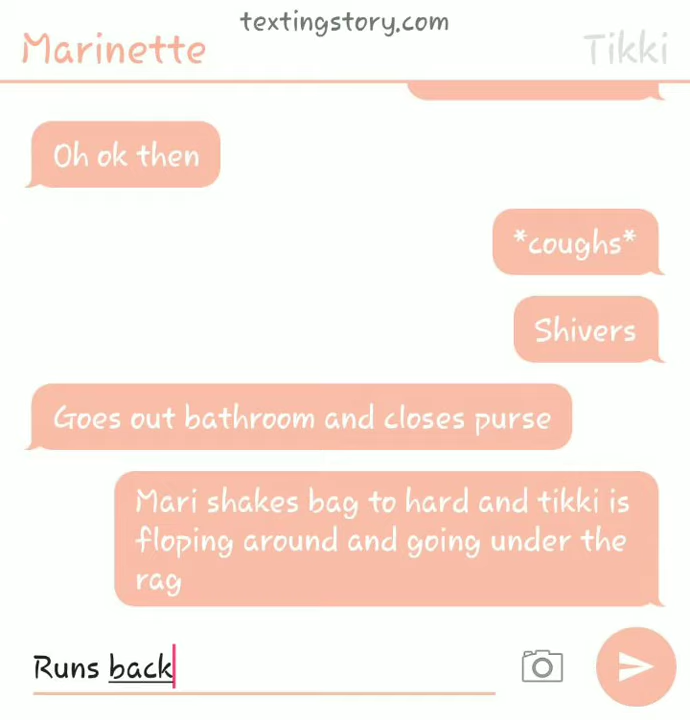 textingstory.com
Marinette
Tikki
Oh ok then
*coughs*
Shivers
Goes out bathroom and closes purse
Mari shakes bag to hard and tikki is
floping around and going under the
rag
Runs back